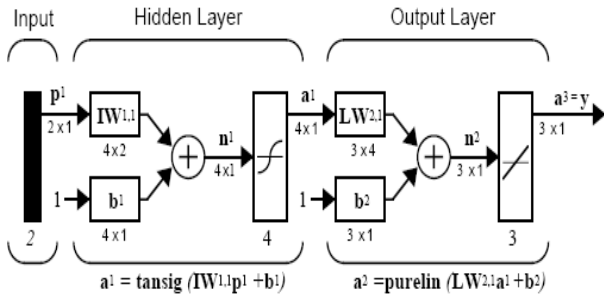 Input Hidden Layer Output Layer
p1 a1 a3 = y
IW1,1 LW2,1
2 x 1 n1 4x1 n2 3 x 1
4x2 4x1 3 x 4 3 x 1
1 b1 1 b2
2 4 x 1 4 3 x 1 3
a1 = tansig (IW1,1p1 +b1) a2 =purelin (LW2,1a1 +b2)